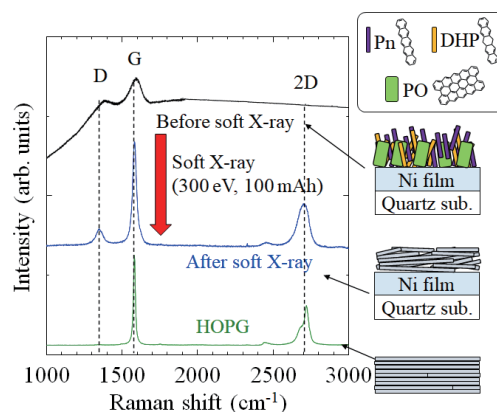 Pn
DHP
PO
D
G
2D
Before soft X-ray
Soft X-ray
(300 eV, 100 mAh)
After soft X-ray
HOPG
Ni film
Quartz sub.
Ni film
Quartz sub.
Intensity (arb. units)
1000
1500
2000
2500
3000
Raman shift (cm⁻¹)